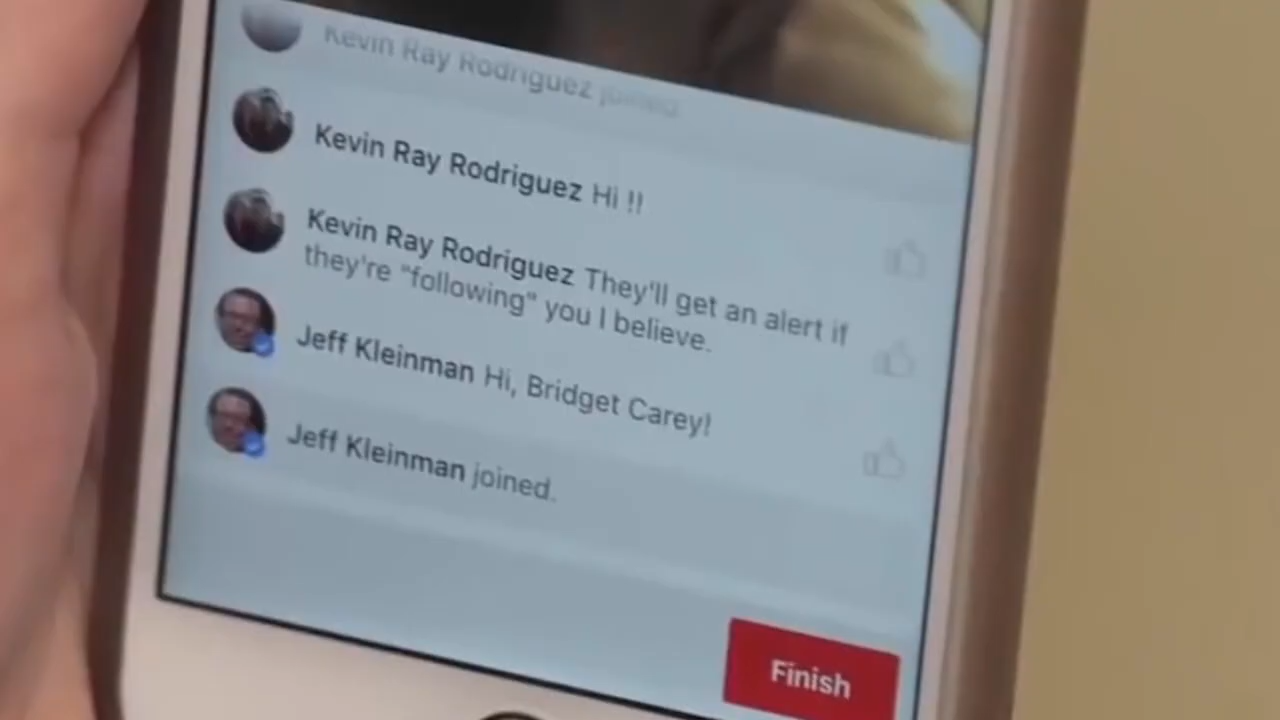 Kevin Ray Rodriguez joined.
Kevin Ray Rodriguez Hi !!
Kevin Ray Rodriguez They'll get an alert if
they're "following" you I believe.
Jeff Kleinman Hi, Bridget Carey!
Jeff Kleinman joined.
Finish